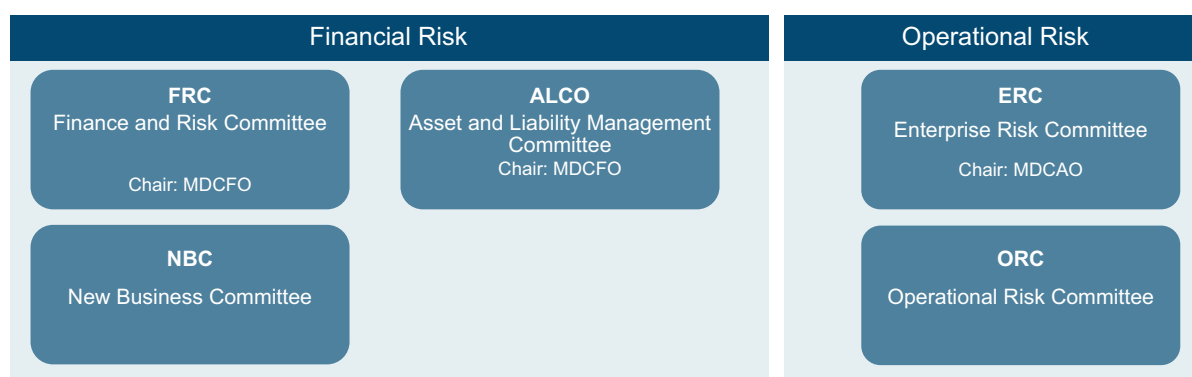 Financial Risk
FRC
Finance and Risk Committee
Chair: MDCFO
ALCO
Asset and Liability Management
Committee
Chair: MDCFO
NBC
New Business Committee
Operational Risk
ERC
Enterprise Risk Committee
Chair: MDCAO
ORC
Operational Risk Committee